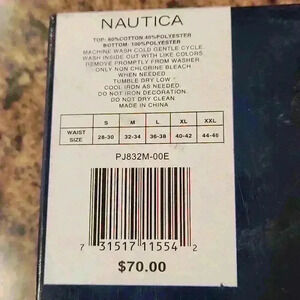 NAUTICA
TOP: 60%COTTON 40%POLYESTER
BOTTOM: 100%POLYESTER
MACHINE WASH COLD GENTLE CYCLE
WASH INSIDE OUT WITH LIKE COLORS
REMOVE PROMPTLY FROM WASHER
ONLY NON CHLORINE BLEACH
WHEN NEEDED
TUMBLE DRY LOW
COOL IRON AS NEEDED
DO NOT IRON DECORATION
DO NOT DRY CLEAN
MADE IN CHINA
S M L XL XXL
WAIST SIZE 28-30 32-34 36-38 40-42 44-46
PJ832M-00E
7 31517 11554 2
$70.00